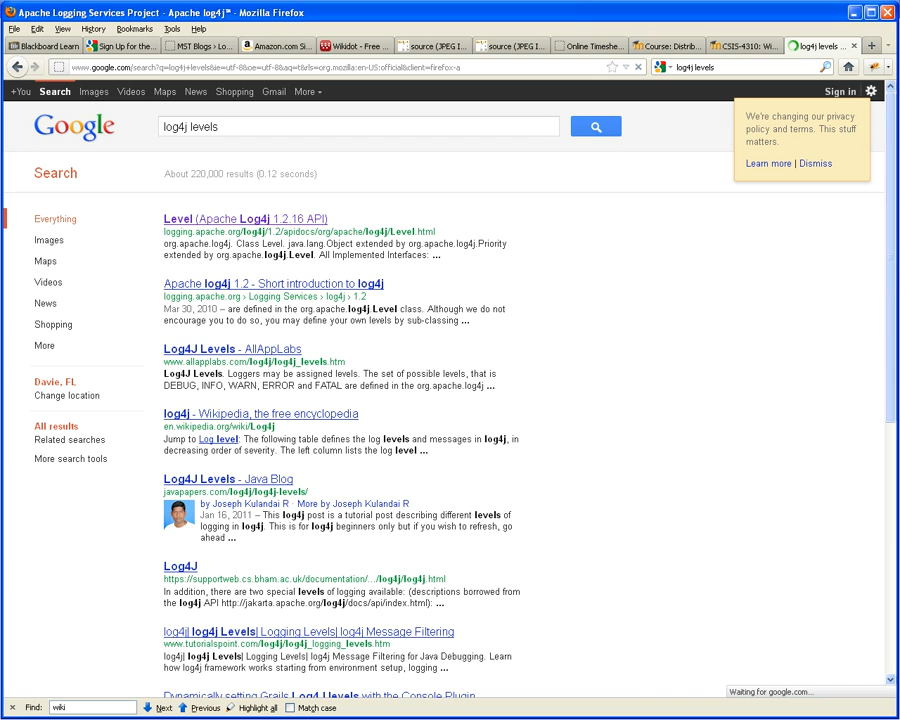 Apache Logging Services Project - Apache log4j™ - Mozilla Firefox
File Edit View History Bookmarks Tools Help
Blackboard Learn Sign Up for the... MST Blogs › Lo... Amazon.com Si... Wikidot - Free ... source (JPEG I... source (JPEG I... Online Timeshe... Course: Distrib... CSIS-4310: Wi... log4j levels ...
www.google.com/search?q=log4j+levels&ie=utf-8&oe=utf-8&aq=t&rls=org.mozilla:en-US:official&client=firefox-a log4j levels
+You Search Images Videos Maps News Shopping Gmail More Sign in
Google log4j levels
We're changing our privacy policy and terms. This stuff matters.
Learn more | Dismiss
Search About 220,000 results (0.12 seconds)
Everything
Images
Maps
Videos
News
Shopping
More
Davie, FL
Change location
All results
Related searches
More search tools
Level (Apache Log4j 1.2.16 API)
logging.apache.org/log4j/1.2/apidocs/org/apache/log4j/Level.html
org.apache.log4j. Class Level. java.lang.Object extended by org.apache.log4j.Priority
extended by org.apache.log4j.Level. All Implemented Interfaces: ...
Apache log4j 1.2 - Short introduction to log4j
logging.apache.org › Logging Services › log4j › 1.2
Mar 30, 2010 – are defined in the org.apache.log4j.Level class. Although we do not
encourage you to do so, you may define your own levels by sub-classing ...
Log4J Levels - AllAppLabs
www.allapplabs.com/log4j/log4j_levels.htm
Log4J Levels. Loggers may be assigned levels. The set of possible levels, that is
DEBUG, INFO, WARN, ERROR and FATAL are defined in the org.apache.log4j ...
log4j - Wikipedia, the free encyclopedia
en.wikipedia.org/wiki/Log4j
Jump to Log level: The following table defines the log levels and messages in log4j, in
decreasing order of severity. The left column lists the log level ...
Log4J Levels - Java Blog
javapapers.com/log4j/log4j-levels/
by Joseph Kulandai R - More by Joseph Kulandai R
Jan 16, 2011 – This log4j post is a tutorial post describing different levels of
logging in log4j. This is for log4j beginners only but if you wish to refresh, go
ahead ...
Log4J
https://supportweb.cs.bham.ac.uk/documentation/.../log4j/log4j.html
In addition, there are two special levels of logging available: (descriptions borrowed from
the log4j API http://jakarta.apache.org/log4j/docs/api/index.html): ...
log4j| log4j Levels| Logging Levels| log4j Message Filtering
www.tutorialspoint.com/log4j/log4j_logging_levels.htm
log4j| log4j Levels| Logging Levels| log4j Message Filtering for Java Debugging. Learn
how log4j framework works starting from environment setup, logging ...
Dynamically setting Grails Log4J Levels with the Console Plugin
Waiting for google.com...
Find: wiki Next Previous Highlight all Match case